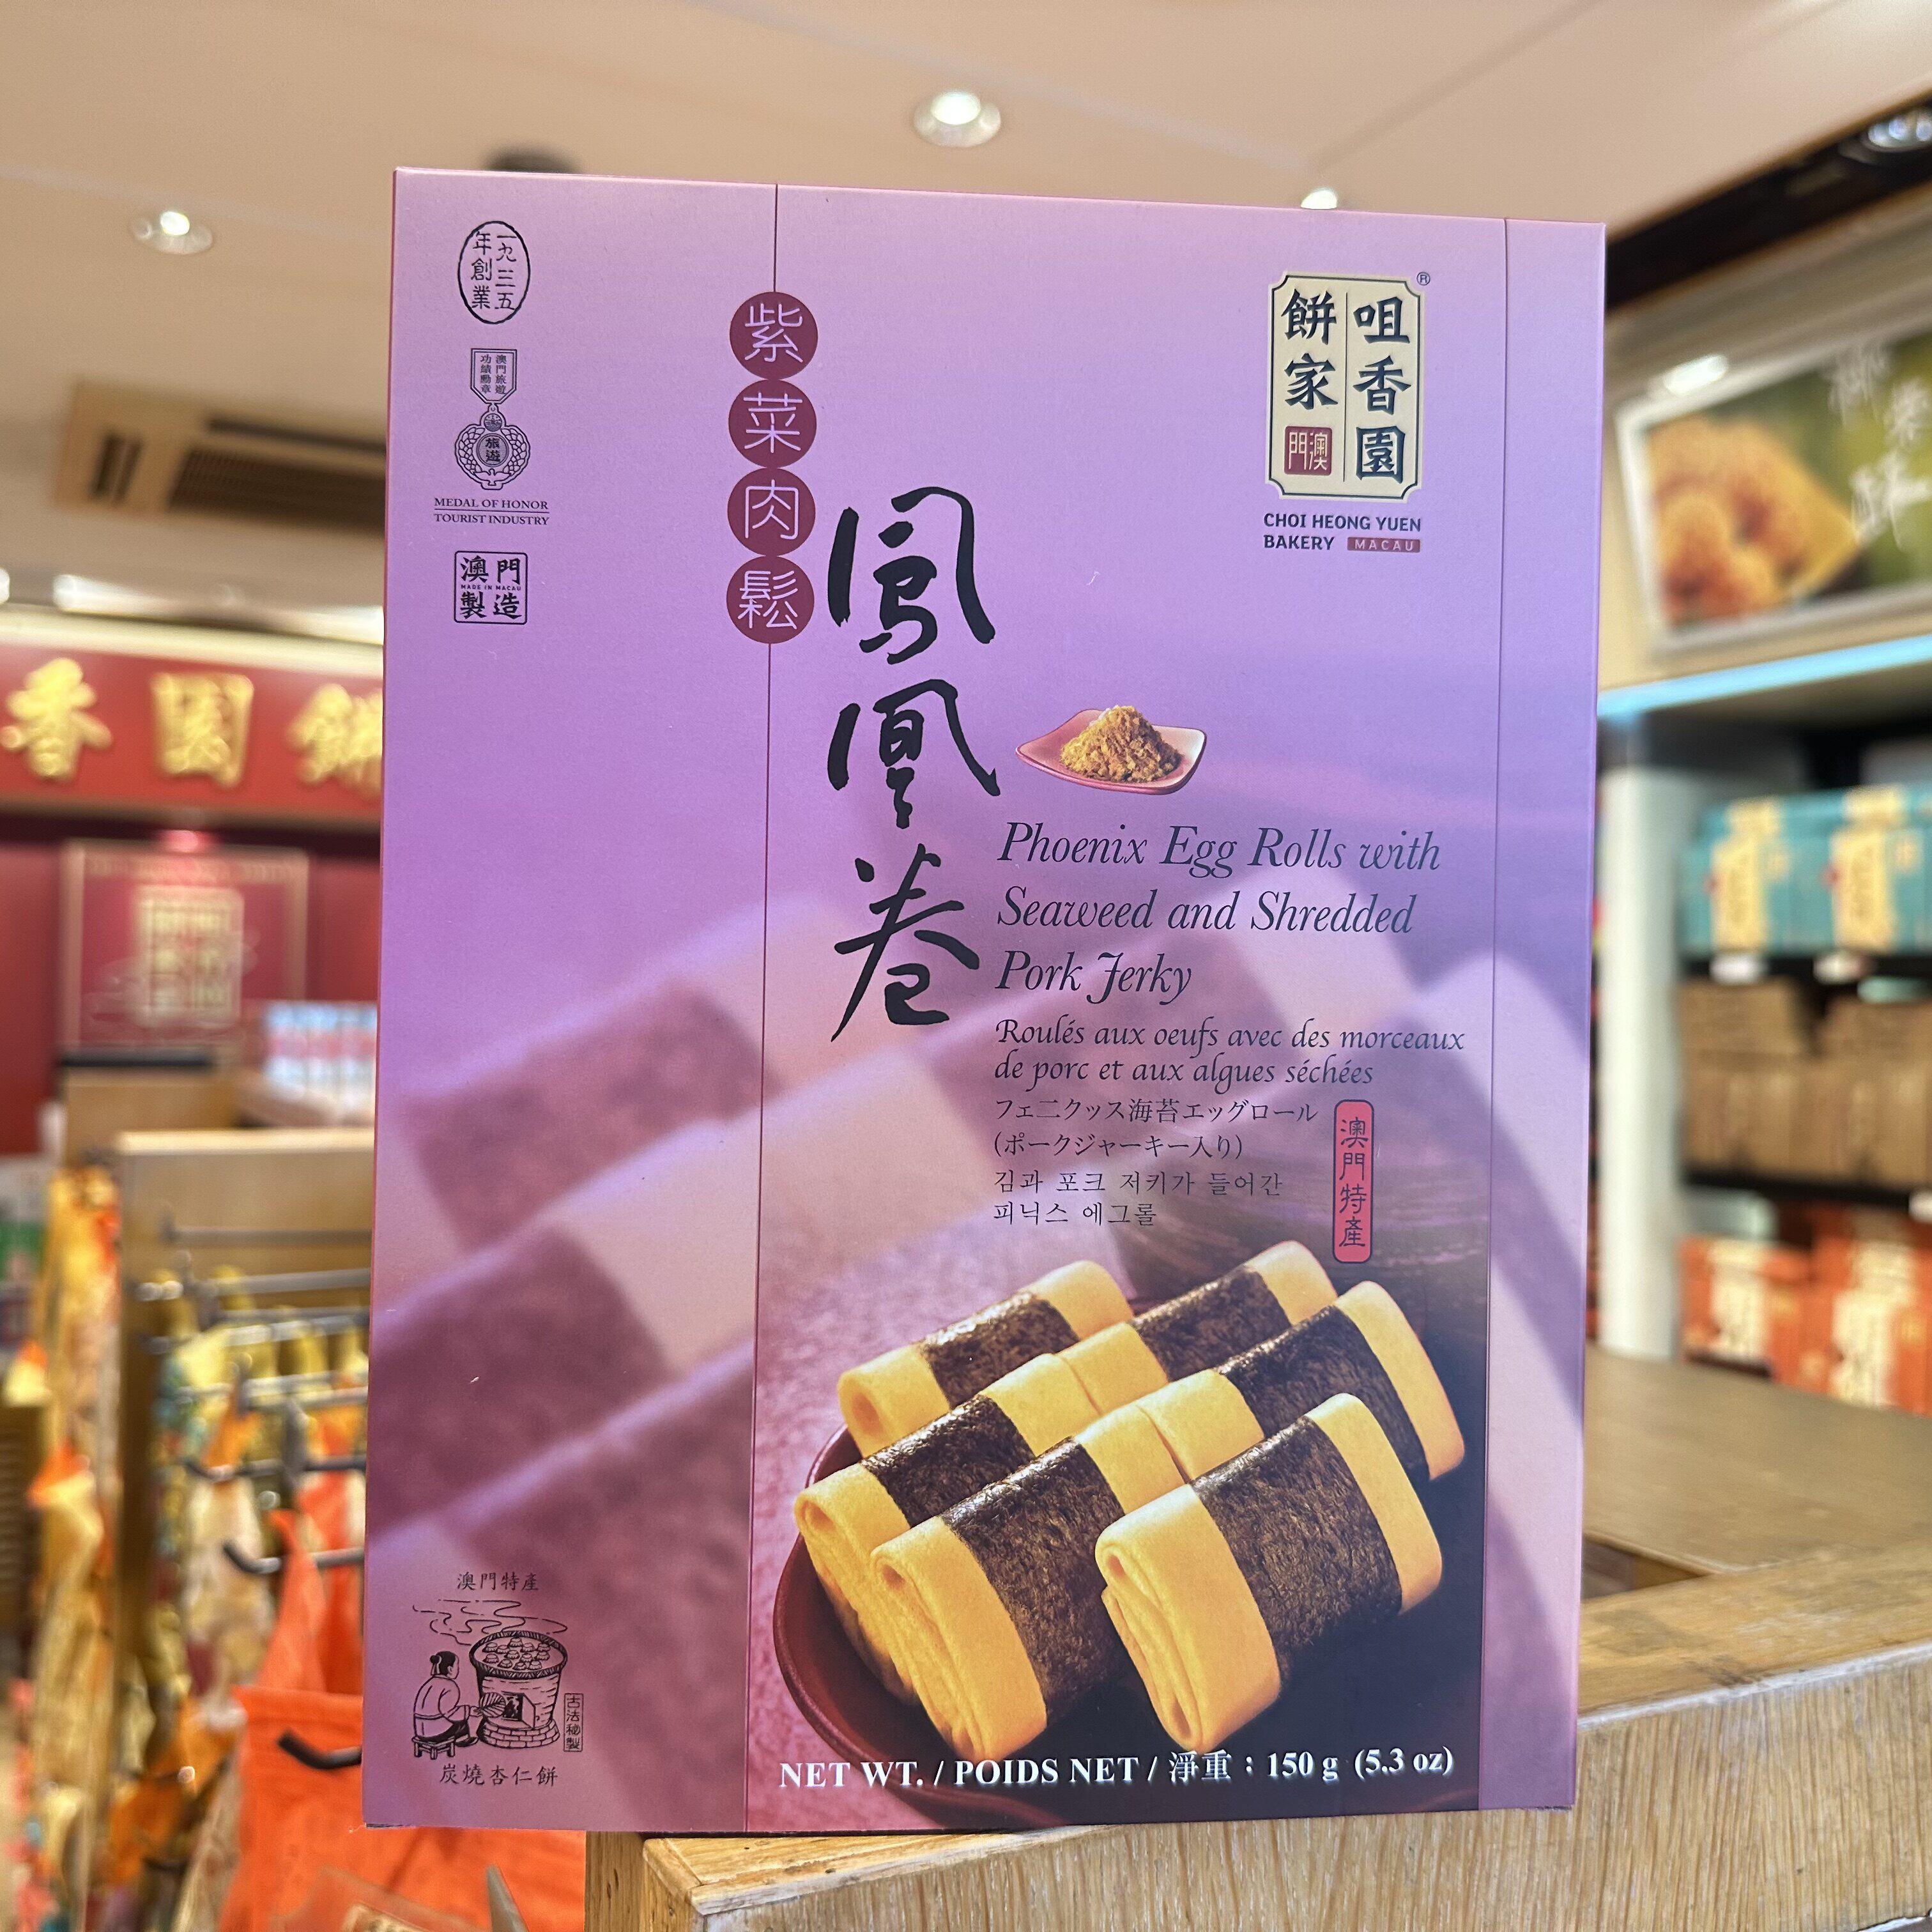 一九三五
年創業
澳門旅遊
功績勳章
旅遊
MEDAL OF HONOR
TOURIST INDUSTRY
澳門
MADE IN MACAU
製造
紫菜肉鬆
鳳凰卷
咀香園
餅家
澳門
®
CHOI HEONG YUEN
BAKERY MACAU
Phoenix Egg Rolls with
Seaweed and Shredded
Pork Jerky
Roulés aux oeufs avec des morceaux
de porc et aux algues séchées
フェニクッス海苔エッグロール
(ポークジャーキー入り)
김과 포크 저키가 들어간
피닉스 에그롤
澳門特產
澳門特產
古法秘製
炭燒杏仁餅
NET WT. / POIDS NET / 淨重：150 g (5.3 oz)
香園餅